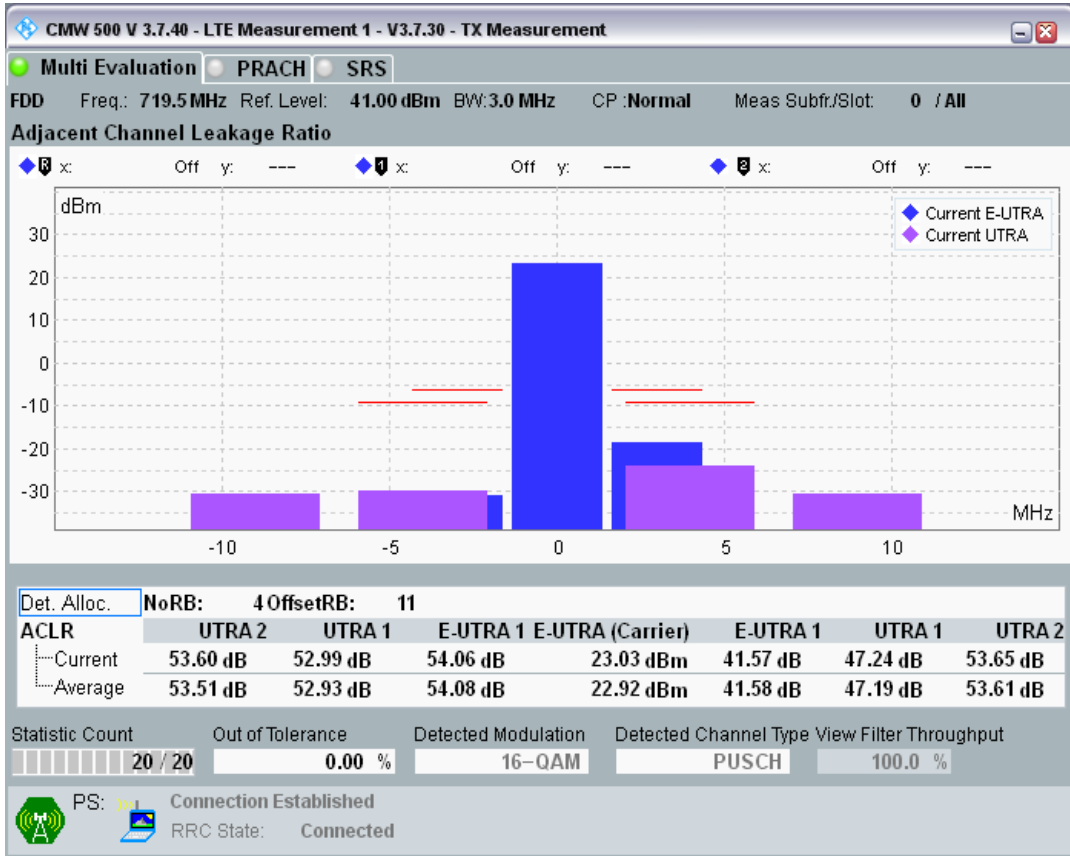 CMW 500 V 3.7.40 - LTE Measurement 1 - V3.7.30 - TX Measurement
Multi Evaluation PRACH SRS
FDD Freq.: 719.5 MHz Ref. Level: 41.00 dBm BW: 3.0 MHz CP :Normal Meas Subfr./Slot: 0 / All
Adjacent Channel Leakage Ratio
R x: Off y: --- 1 x: Off y: --- 2 x: Off y: ---
dBm
Current E-UTRA
Current UTRA
30
20
10
0
-10
-20
-30
MHz
-10 -5 0 5 10
Det. Alloc. NoRB: 4 OffsetRB: 11
ACLR UTRA 2 UTRA 1 E-UTRA 1 E-UTRA (Carrier) E-UTRA 1 UTRA 1 UTRA 2
Current 53.60 dB 52.99 dB 54.06 dB 23.03 dBm 41.57 dB 47.24 dB 53.65 dB
Average 53.51 dB 52.93 dB 54.08 dB 22.92 dBm 41.58 dB 47.19 dB 53.61 dB
Statistic Count Out of Tolerance Detected Modulation Detected Channel Type View Filter Throughput
20 / 20 0.00 % 16-QAM PUSCH 100.0 %
PS: Connection Established
RRC State: Connected